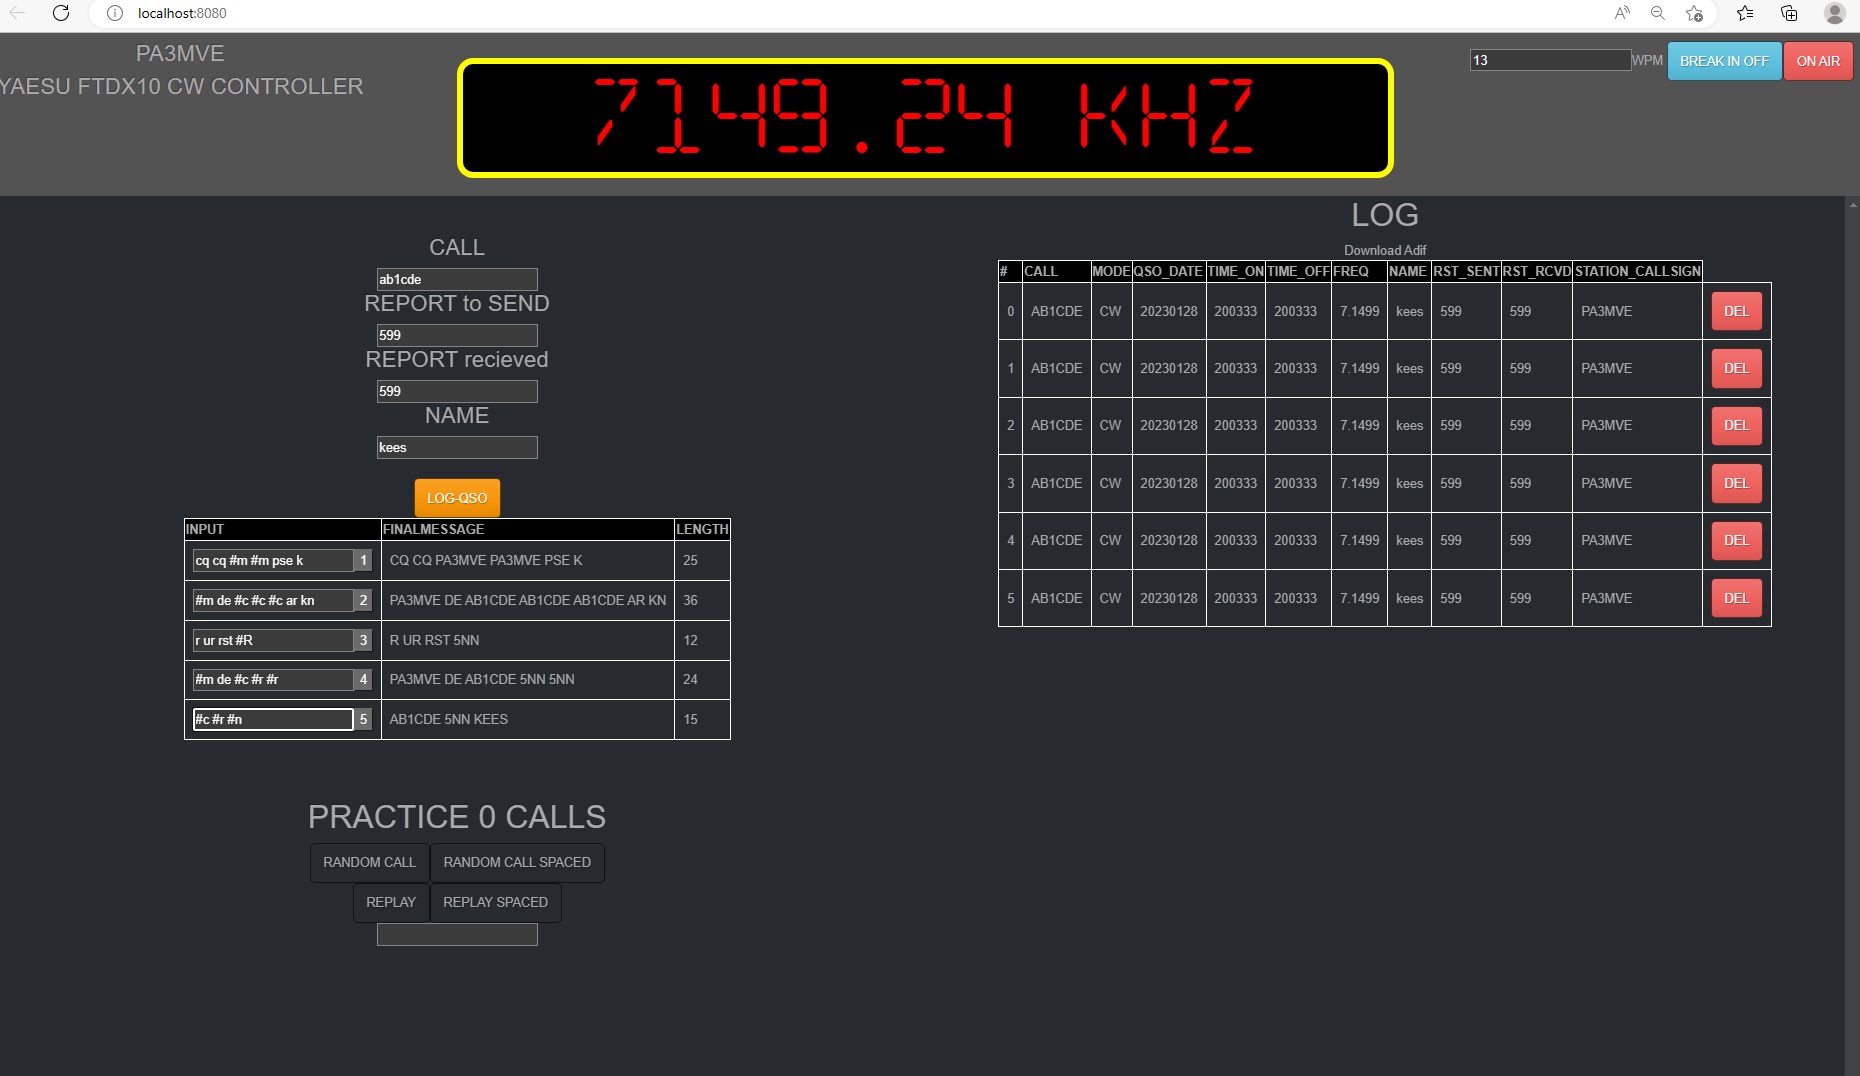 localhost:8080
PA3MVE
YAESU FTDX10 CW CONTROLLER
7149.24 KHZ
13 WPM BREAK IN OFF ON AIR
CALL
ab1cde
REPORT to SEND
599
REPORT recieved
599
NAME
kees
LOG-QSO
INPUT FINALMESSAGE LENGTH
cq cq #m #m pse k 1 CQ CQ PA3MVE PA3MVE PSE K 25
#m de #c #c #c ar kn 2 PA3MVE DE AB1CDE AB1CDE AB1CDE AR KN 36
r ur rst #R 3 R UR RST 5NN 12
#m de #c #r #r 4 PA3MVE DE AB1CDE 5NN 5NN 24
#c #r #n 5 AB1CDE 5NN KEES 15
PRACTICE 0 CALLS
RANDOM CALL RANDOM CALL SPACED
REPLAY REPLAY SPACED
LOG
Download Adif
# CALL MODE QSO_DATE TIME_ON TIME_OFF FREQ NAME RST_SENT RST_RCVD STATION_CALLSIGN
0 AB1CDE CW 20230128 200333 200333 7.1499 kees 599 599 PA3MVE DEL
1 AB1CDE CW 20230128 200333 200333 7.1499 kees 599 599 PA3MVE DEL
2 AB1CDE CW 20230128 200333 200333 7.1499 kees 599 599 PA3MVE DEL
3 AB1CDE CW 20230128 200333 200333 7.1499 kees 599 599 PA3MVE DEL
4 AB1CDE CW 20230128 200333 200333 7.1499 kees 599 599 PA3MVE DEL
5 AB1CDE CW 20230128 200333 200333 7.1499 kees 599 599 PA3MVE DEL